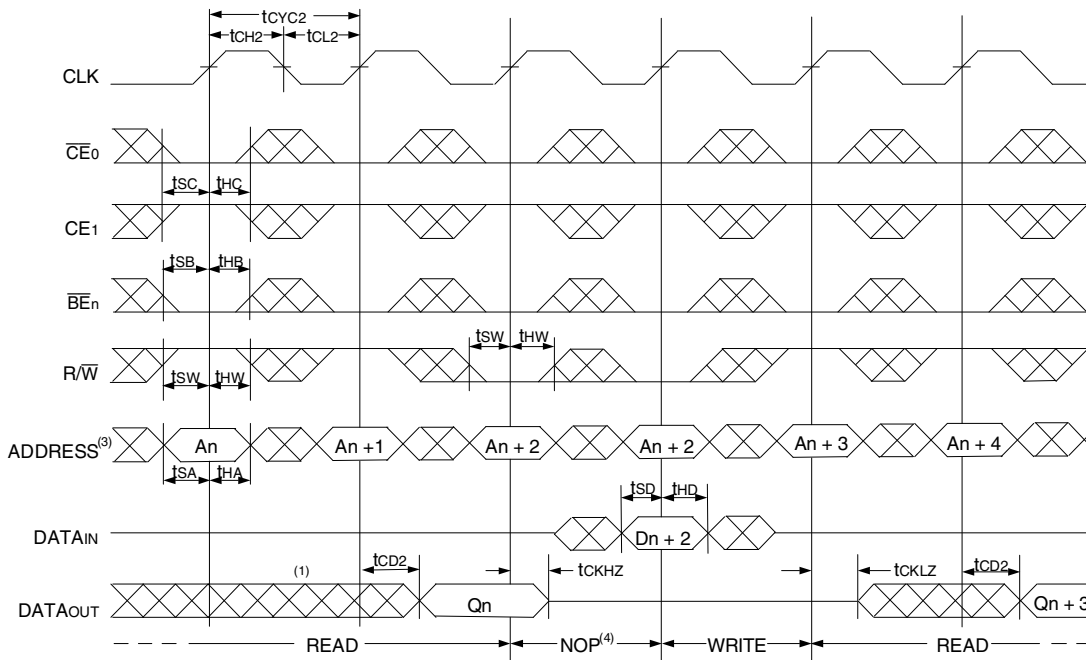 tCYC2
tCH2 tCL2
CLK
CE0
tSC tHC
CE1
tSB tHB
BEn
tSW tHW
R/W
tSW tHW
ADDRESS(3) An An +1 An + 2 An + 2 An + 3 An + 4
tSA tHA
tSD tHD
DATAIN Dn + 2
(1) tCD2 tCKHZ tCKLZ tCD2
DATAOUT Qn Qn + 3
READ NOP(4) WRITE READ